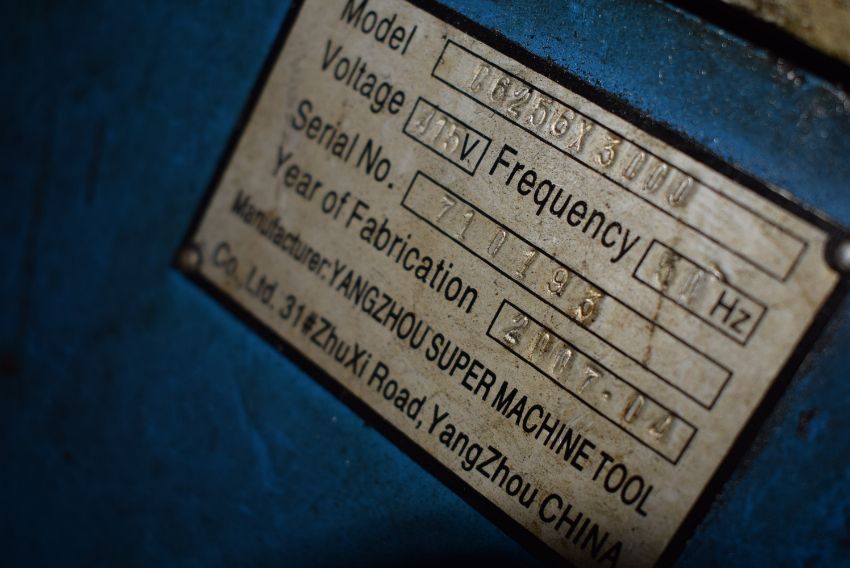 Model C6256X3000
Voltage 415V. Frequency 50 Hz
Serial No. 710193
Year of Fabrication 2007-04
Manufacturer:YANGZHOU SUPER MACHINE TOOL
Co., Ltd. 31#ZhuXi Road,YangZhou CHINA